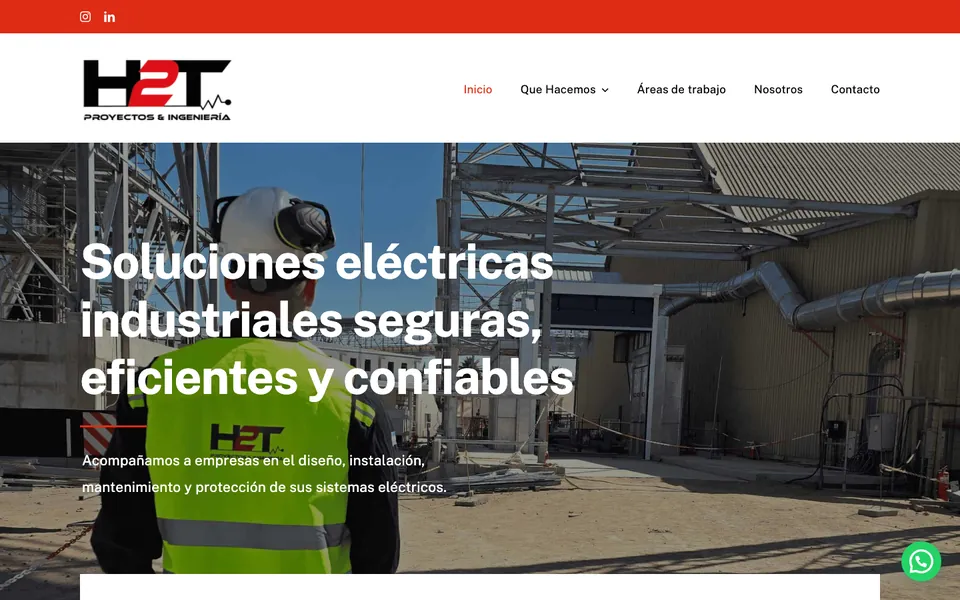 H2T
PROYECTOS & INGENIERÍA
Inicio
Que Hacemos
Áreas de trabajo
Nosotros
Contacto
Soluciones eléctricas
industriales seguras,
eficientes y confiables
H2T
Acompañamos a empresas en el diseño, instalación,
mantenimiento y protección de sus sistemas eléctricos.